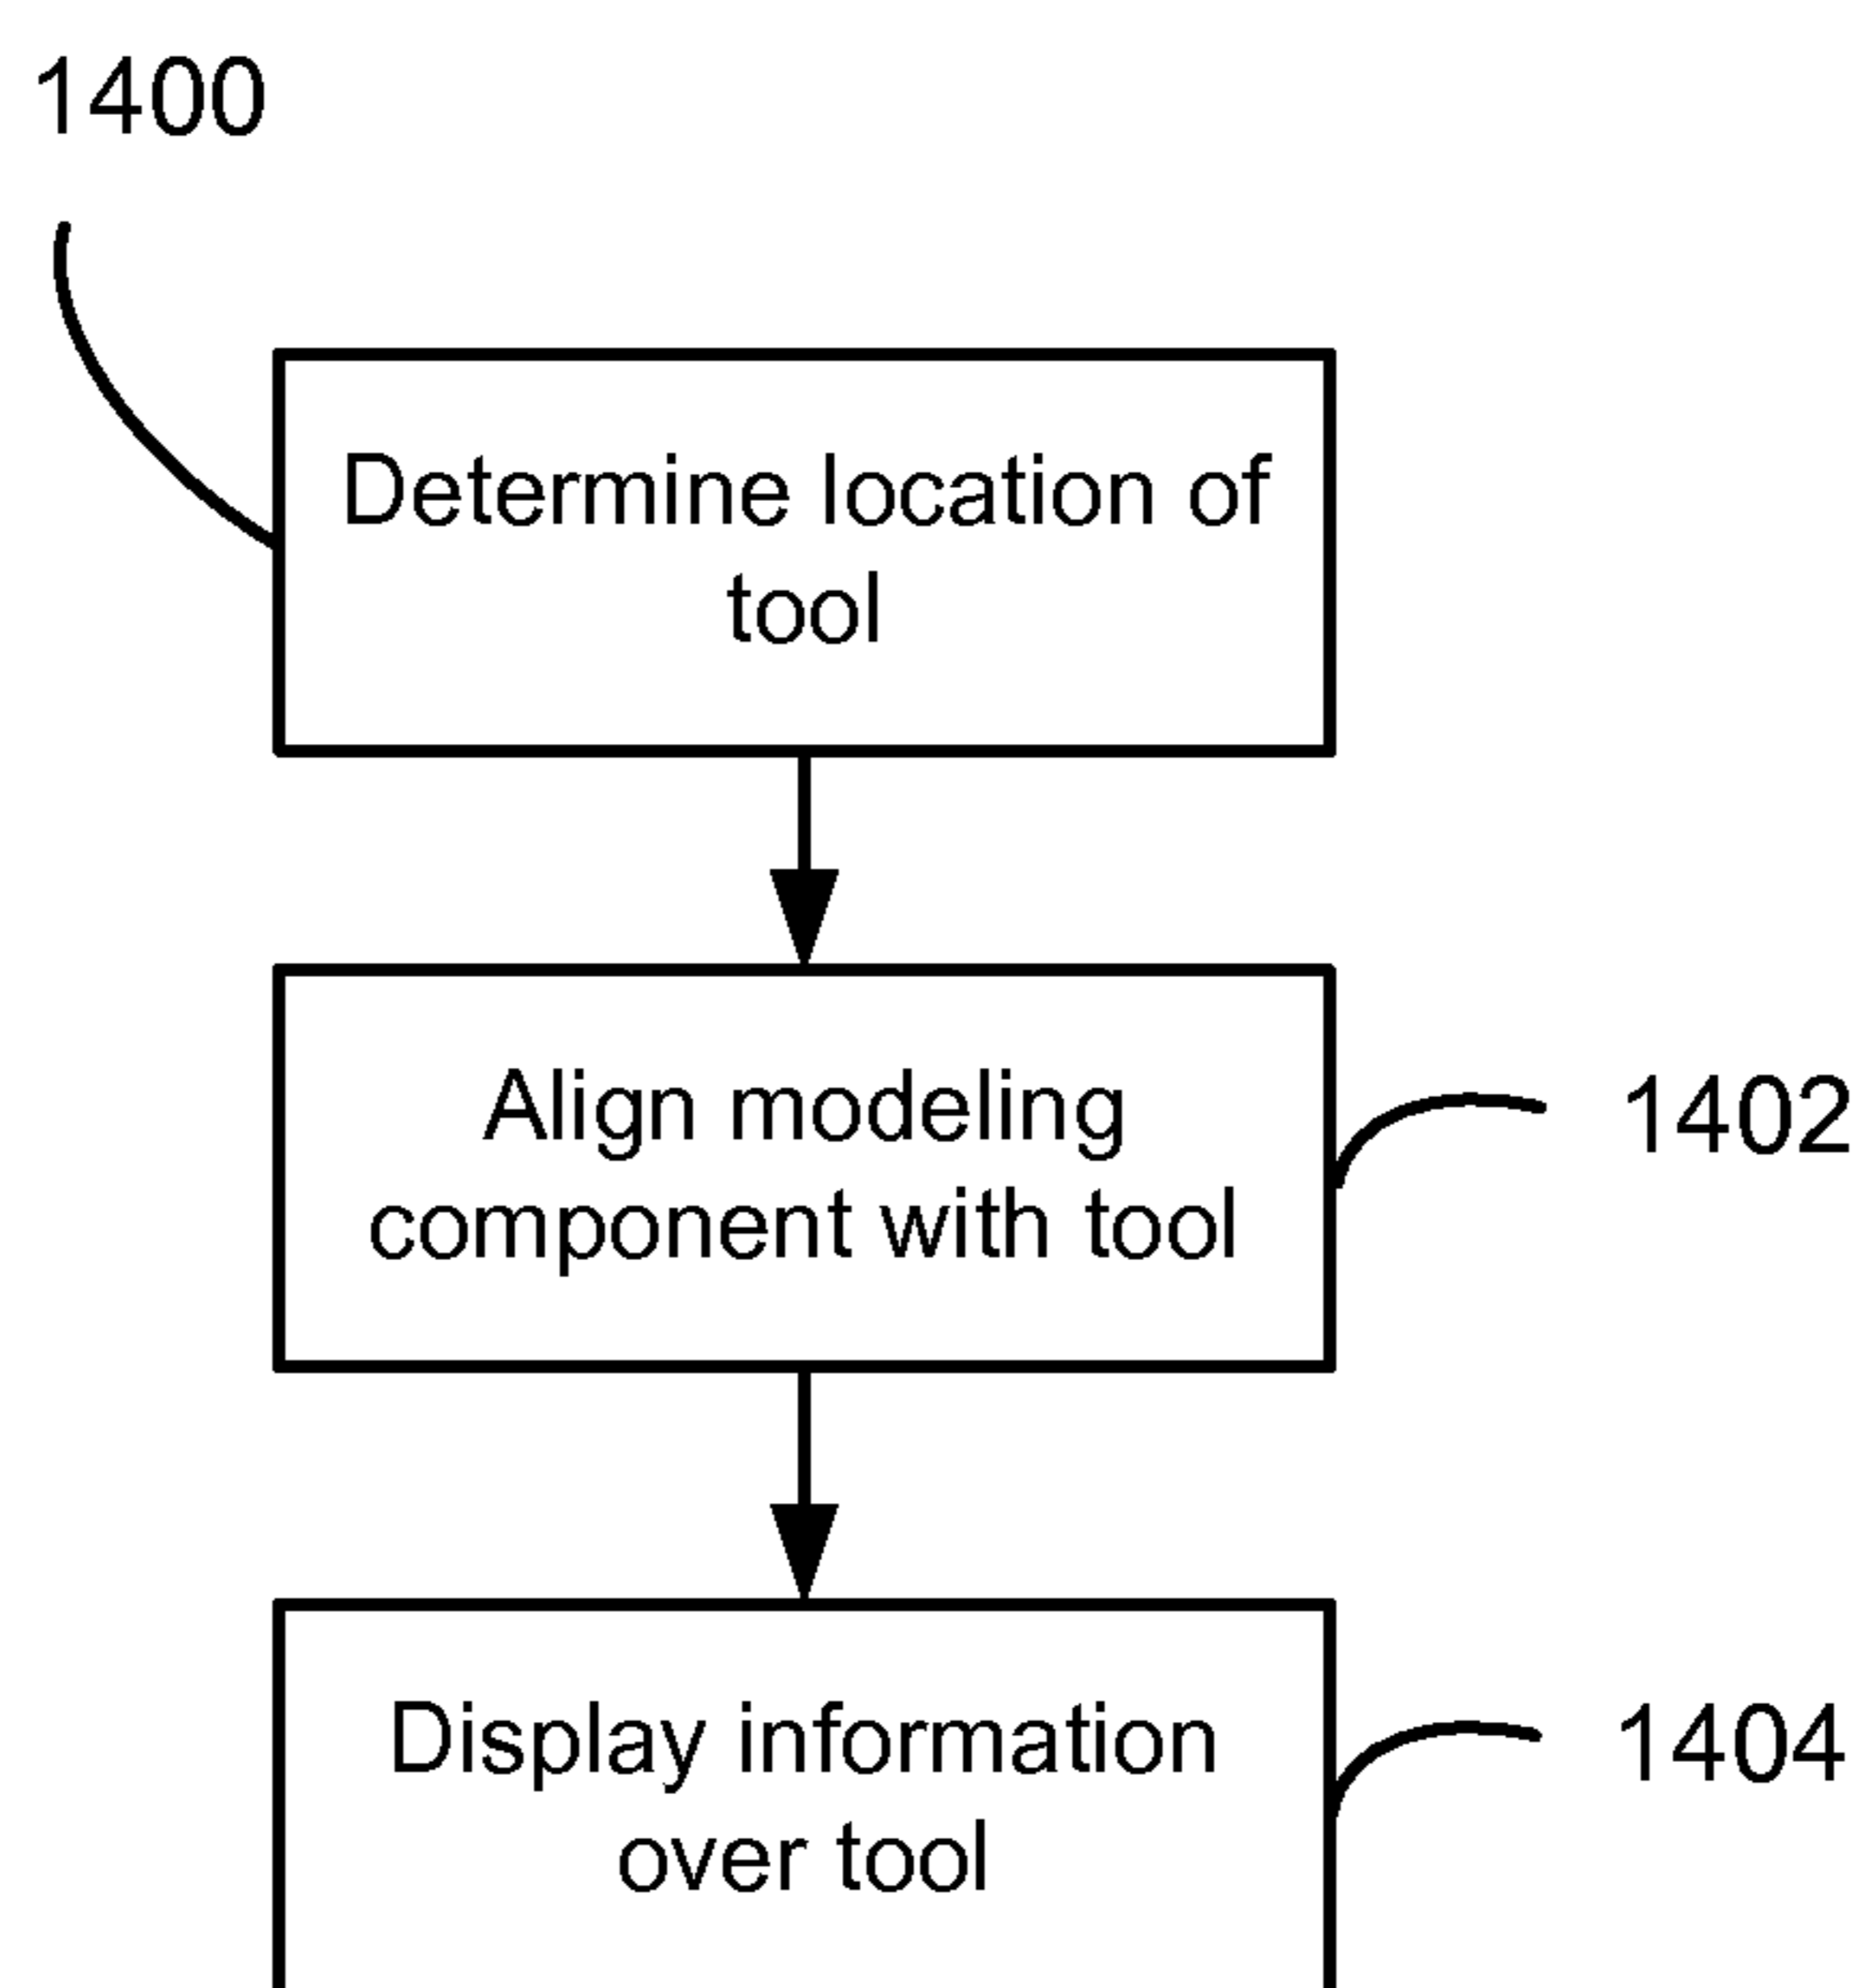 1400
Determine location of
tool
Align modeling
component with tool
1402
Display information
over tool
1404